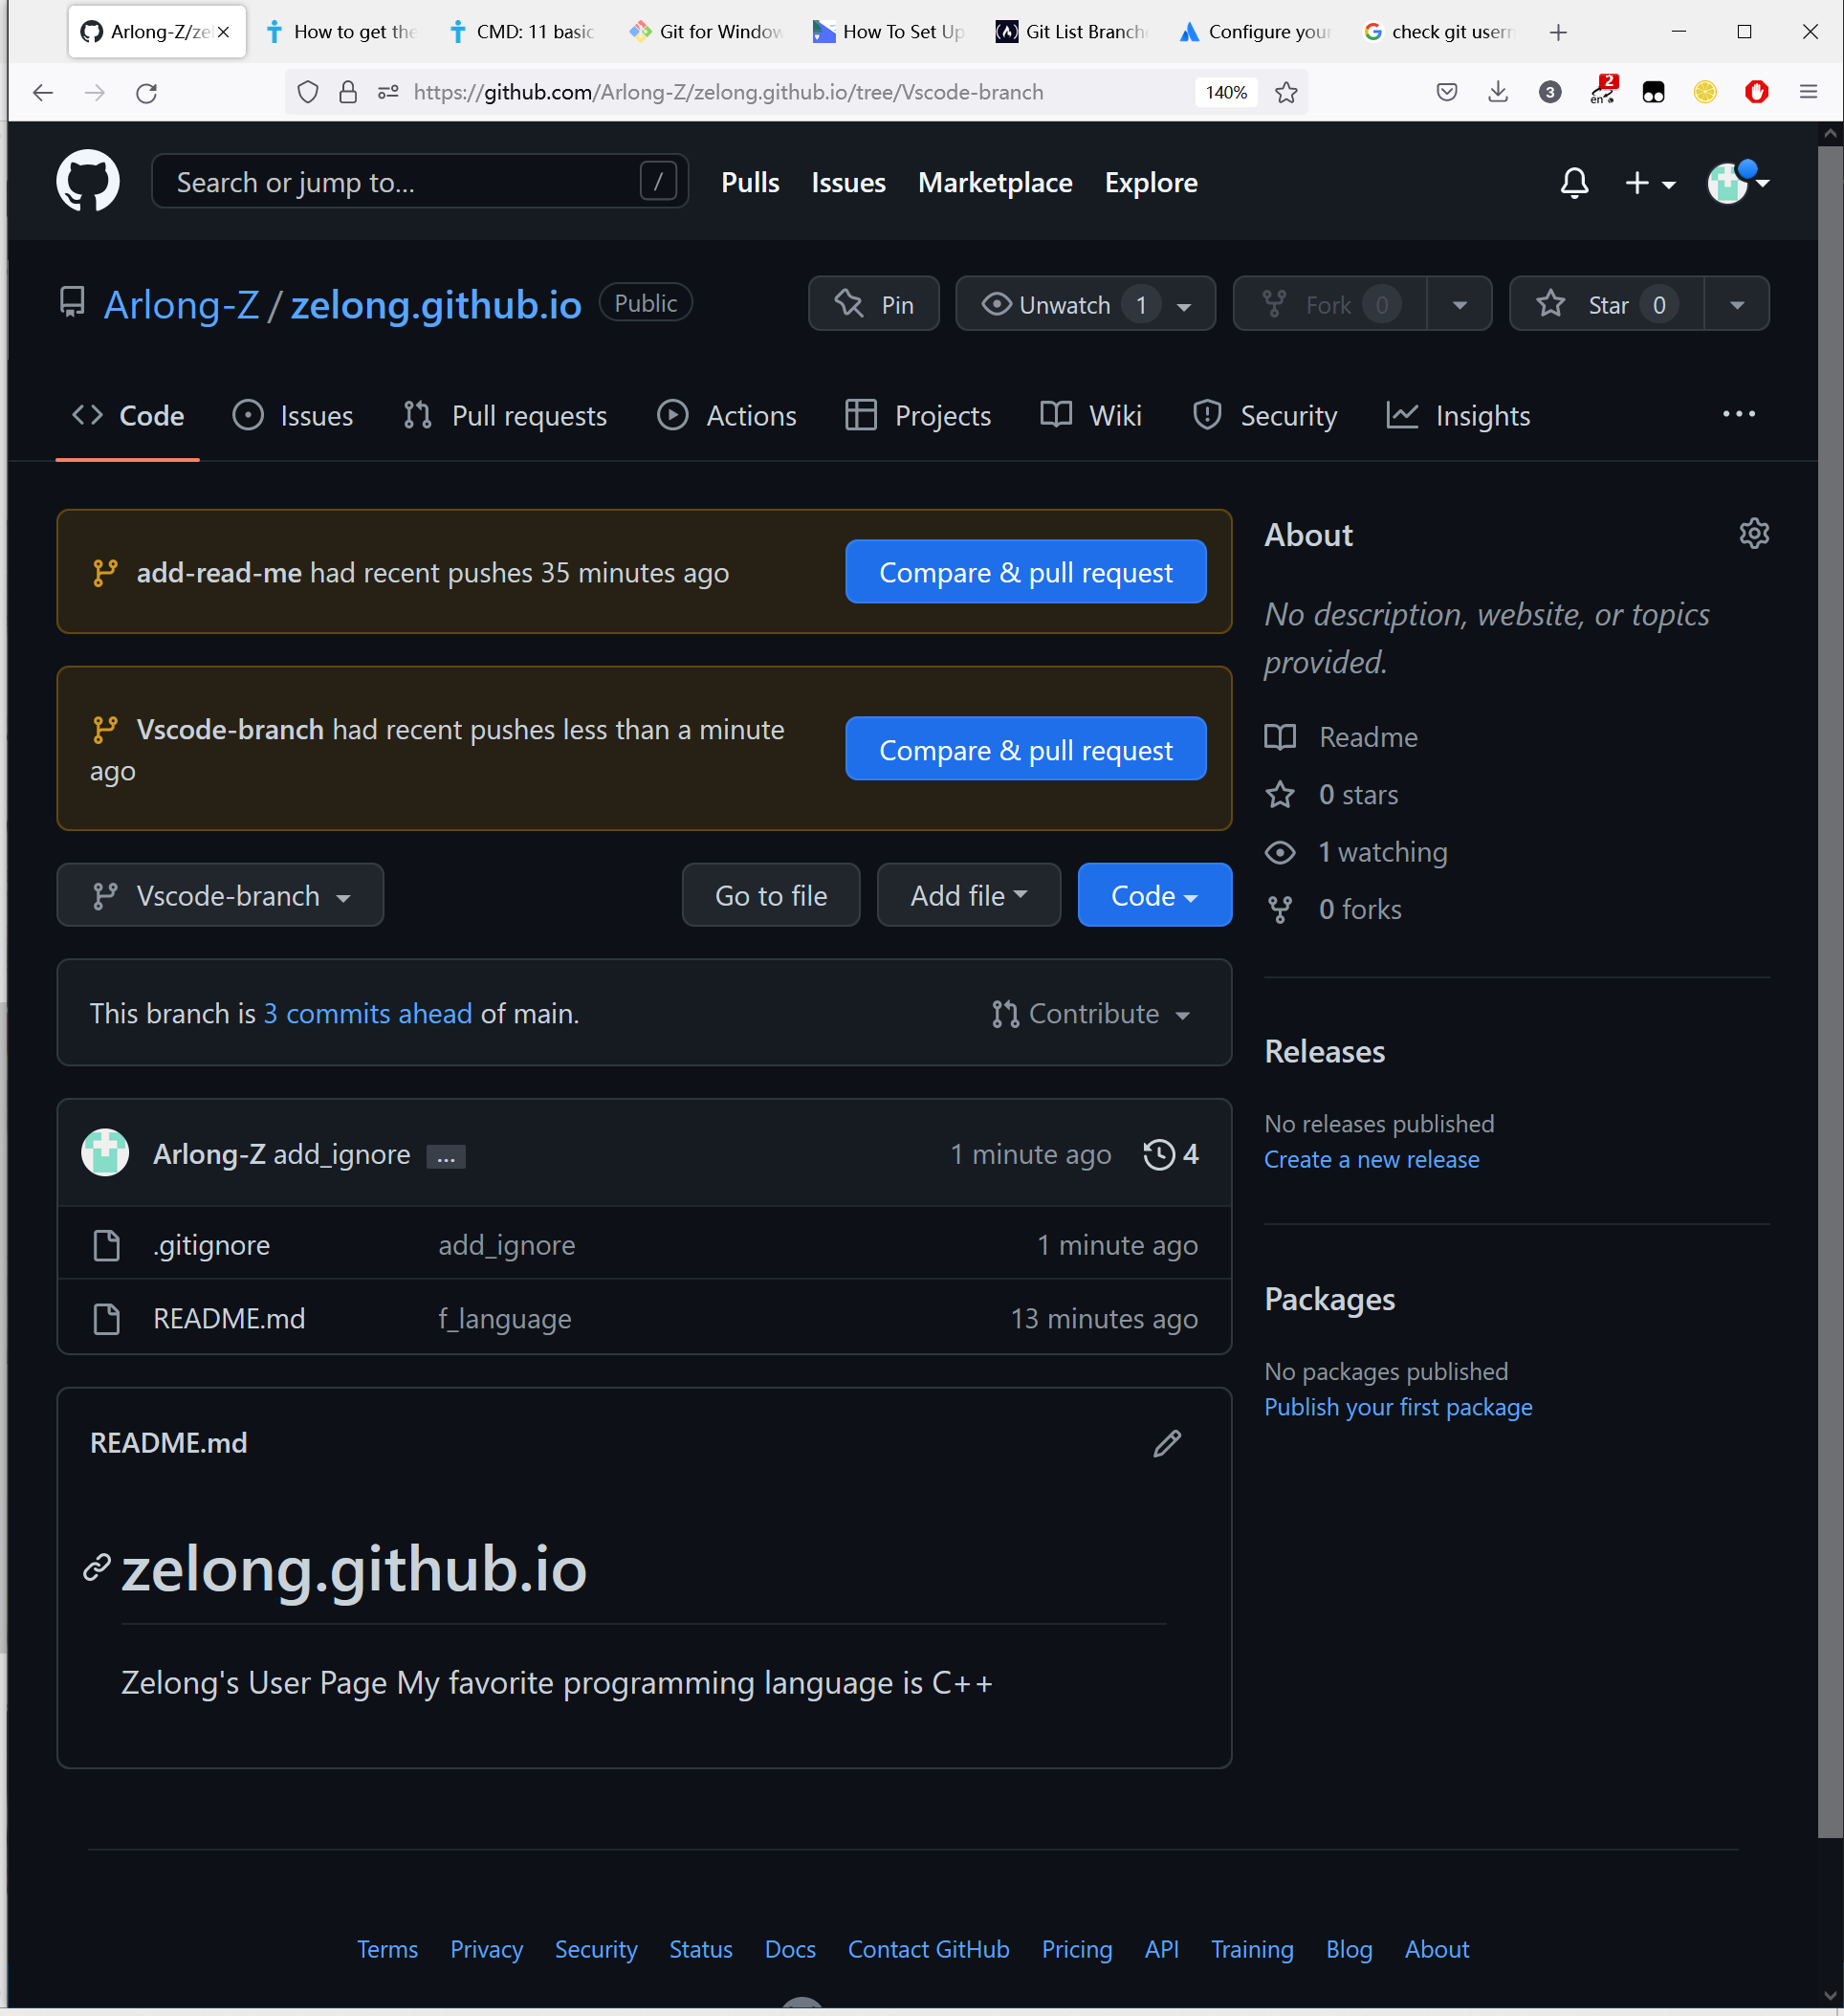 Arlong-Z/zel
How to get the
CMD: 11 basic
Git for Window
How To Set Up
Git List Branch
Configure your
check git usern
https://github.com/Arlong-Z/zelong.github.io/tree/Vscode-branch
140%
3
en
2
Search or jump to...
/
Pulls
Issues
Marketplace
Explore
Arlong-Z / zelong.github.io
Public
Pin
Unwatch 1
Fork 0
Star 0
Code
Issues
Pull requests
Actions
Projects
Wiki
Security
Insights
add-read-me had recent pushes 35 minutes ago
Compare & pull request
Vscode-branch had recent pushes less than a minute
ago
Compare & pull request
Vscode-branch
Go to file
Add file
Code
This branch is 3 commits ahead of main.
Contribute
Arlong-Z add_ignore ...
1 minute ago
4
.gitignore
add_ignore
1 minute ago
README.md
f_language
13 minutes ago
README.md
zelong.github.io
Zelong's User Page My favorite programming language is C++
About
No description, website, or topics
provided.
Readme
0 stars
1 watching
0 forks
Releases
No releases published
Create a new release
Packages
No packages published
Publish your first package
Terms
Privacy
Security
Status
Docs
Contact GitHub
Pricing
API
Training
Blog
About